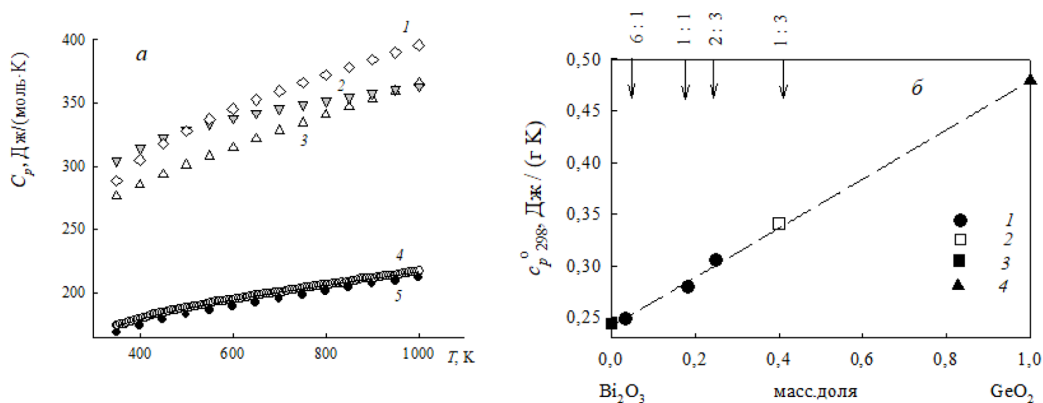 а
C_p, Дж/(моль·К)
400
350
300
250
200
1
2
3
4
5
400
600
800
1000
T, К
6 : 1
1 : 1
2 : 3
1 : 3
б
c_p^o 298, Дж / (г К)
0,50
0,45
0,40
0,35
0,30
0,25
1
2
3
4
0,0
0,2
0,4
0,6
0,8
1,0
Bi₂O₃
масс.доля
GeO₂